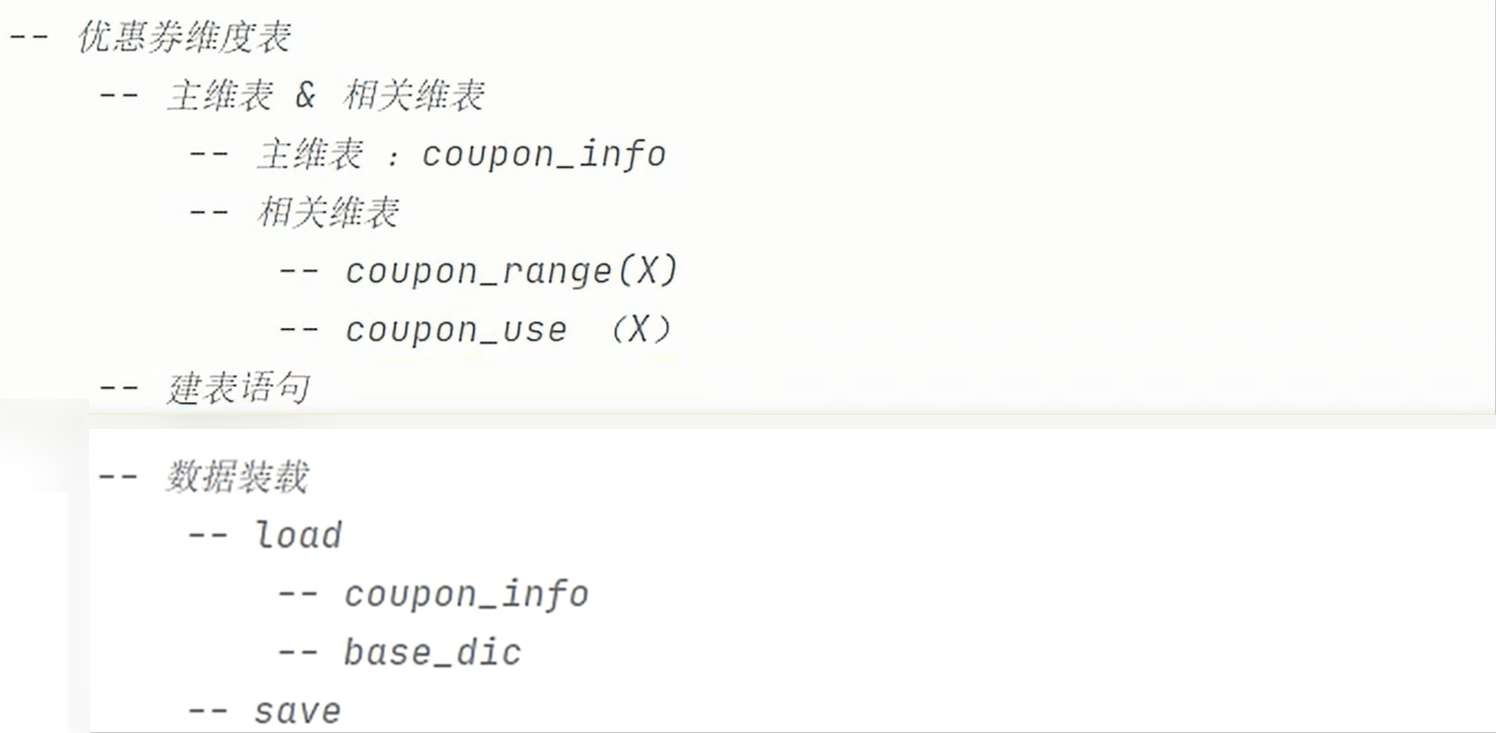 -- 优惠券维度表
-- 主维表 & 相关维表
-- 主维表 : coupon_info
-- 相关维表
-- coupon_range(X)
-- coupon_use （X）
-- 建表语句
-- 数据装载
-- load
-- coupon_info
-- base_dic
-- save